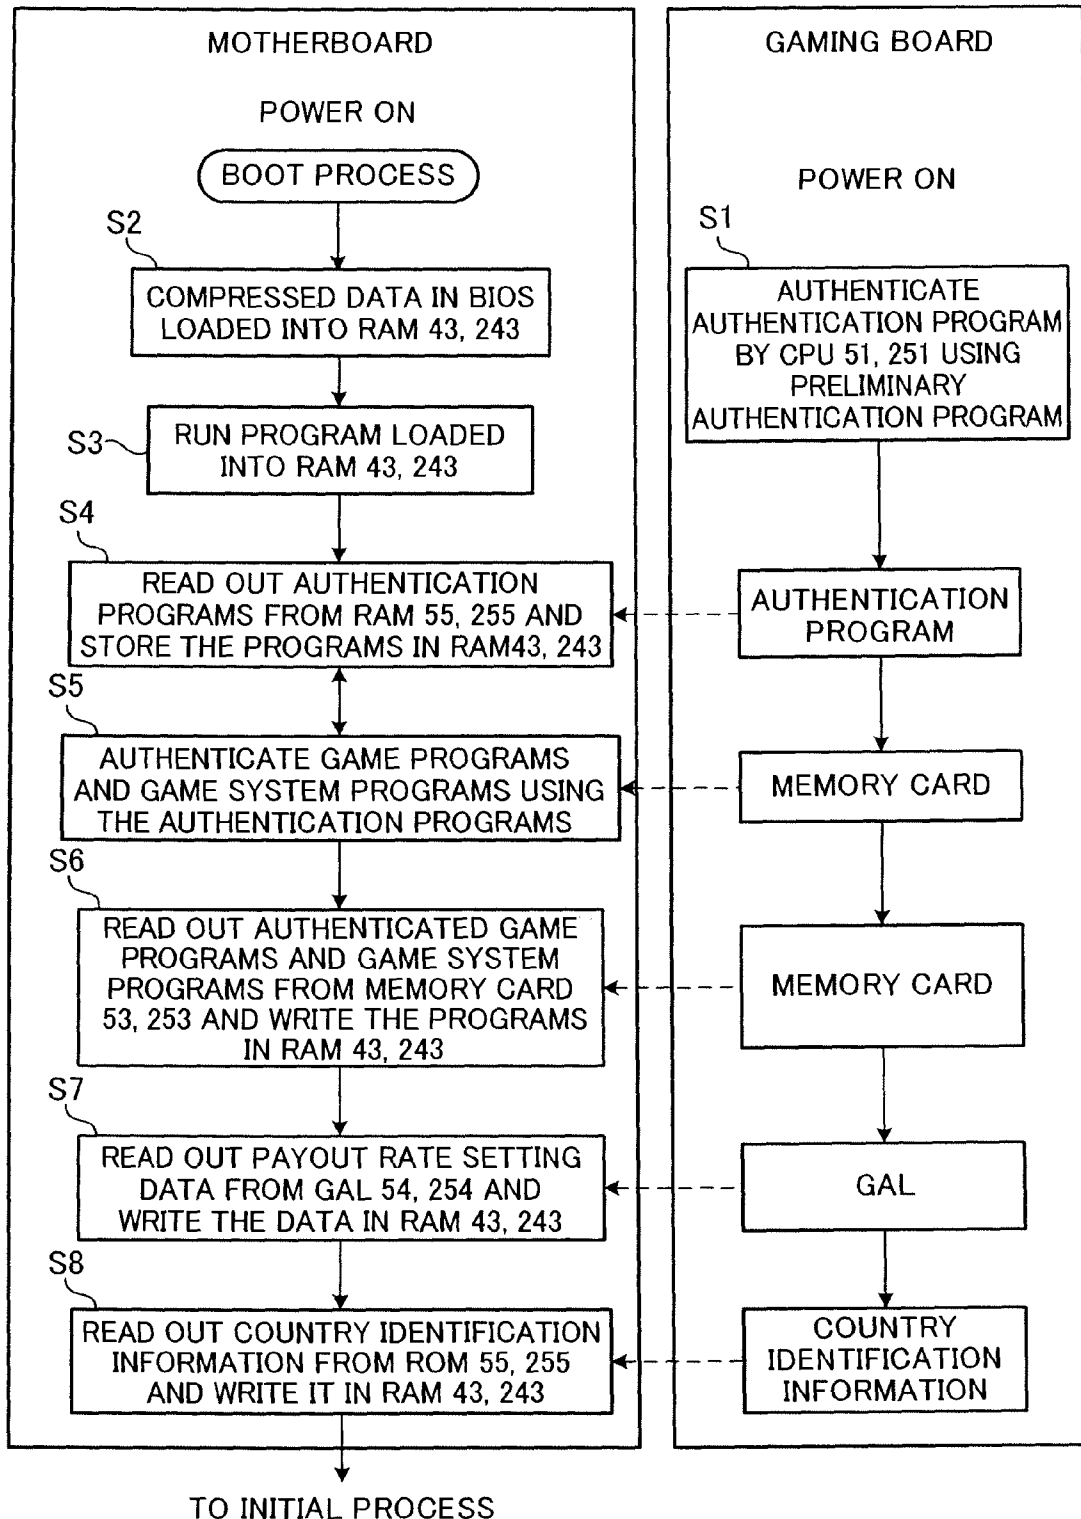 MOTHERBOARD
POWER ON
BOOT PROCESS
S2
COMPRESSED DATA IN BIOS
LOADED INTO RAM 43, 243
S3
RUN PROGRAM LOADED
INTO RAM 43, 243
S4
READ OUT AUTHENTICATION
PROGRAMS FROM RAM 55, 255 AND
STORE THE PROGRAMS IN RAM43, 243
S5
AUTHENTICATE GAME PROGRAMS
AND GAME SYSTEM PROGRAMS USING
THE AUTHENTICATION PROGRAMS
S6
READ OUT AUTHENTICATED GAME
PROGRAMS AND GAME SYSTEM
PROGRAMS FROM MEMORY CARD
53, 253 AND WRITE THE PROGRAMS
IN RAM 43, 243
S7
READ OUT PAYOUT RATE SETTING
DATA FROM GAL 54, 254 AND
WRITE THE DATA IN RAM 43, 243
S8
READ OUT COUNTRY IDENTIFICATION
INFORMATION FROM ROM 55, 255
AND WRITE IT IN RAM 43, 243
TO INITIAL PROCESS
GAMING BOARD
POWER ON
S1
AUTHENTICATE
AUTHENTICATION PROGRAM
BY CPU 51, 251 USING
PRELIMINARY
AUTHENTICATION PROGRAM
AUTHENTICATION
PROGRAM
MEMORY CARD
MEMORY CARD
GAL
COUNTRY
IDENTIFICATION
INFORMATION